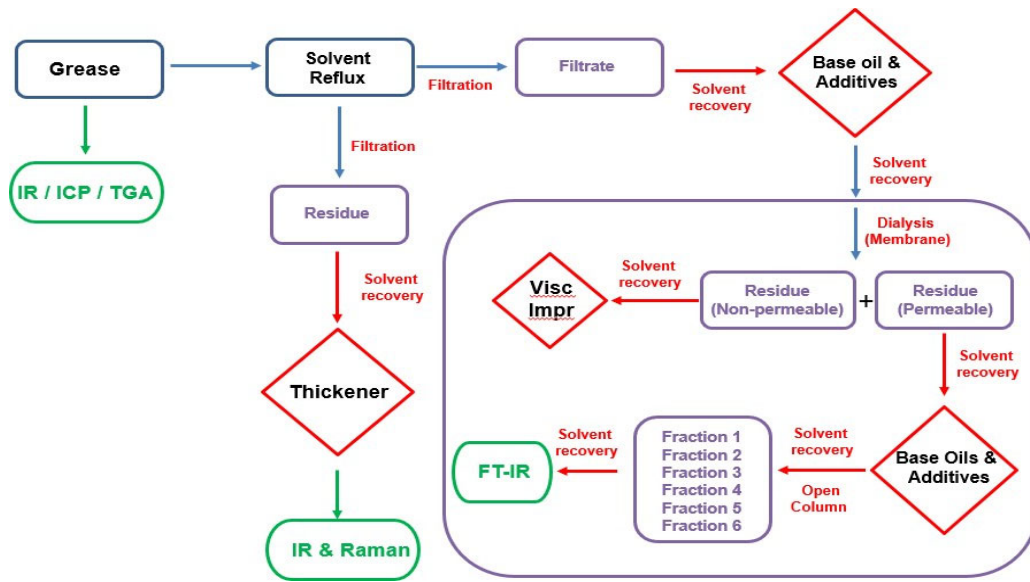 Grease
Solvent
Reflux
Filtration
Filtrate
Solvent
recovery
Base oil &
Additives
IR / ICP / TGA
Filtration
Residue
Solvent
recovery
Thickener
IR & Raman
Solvent
recovery
Dialysis
(Membrane)
Visc
Impr
Solvent
recovery
Residue
(Non-permeable)
+
Residue
(Permeable)
Solvent
recovery
Base Oils &
Additives
Solvent
recovery
Open
Column
Fraction 1
Fraction 2
Fraction 3
Fraction 4
Fraction 5
Fraction 6
Solvent
recovery
FT-IR